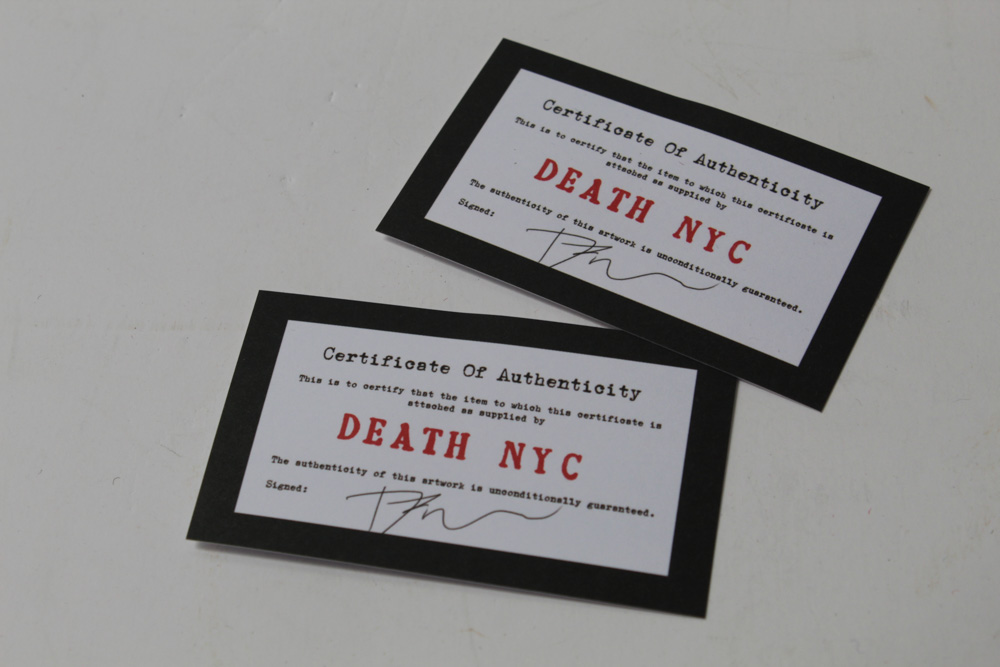 Certificate Of Authenticity
This is to certify that the item to which this certificate is
attached as supplied by
DEATH NYC
The authenticity of this artwork is unconditionally guaranteed.
Signed:
Certificate Of Authenticity
This is to certify that the item to which this certificate is
attached as supplied by
DEATH NYC
The authenticity of this artwork is unconditionally guaranteed.
Signed: